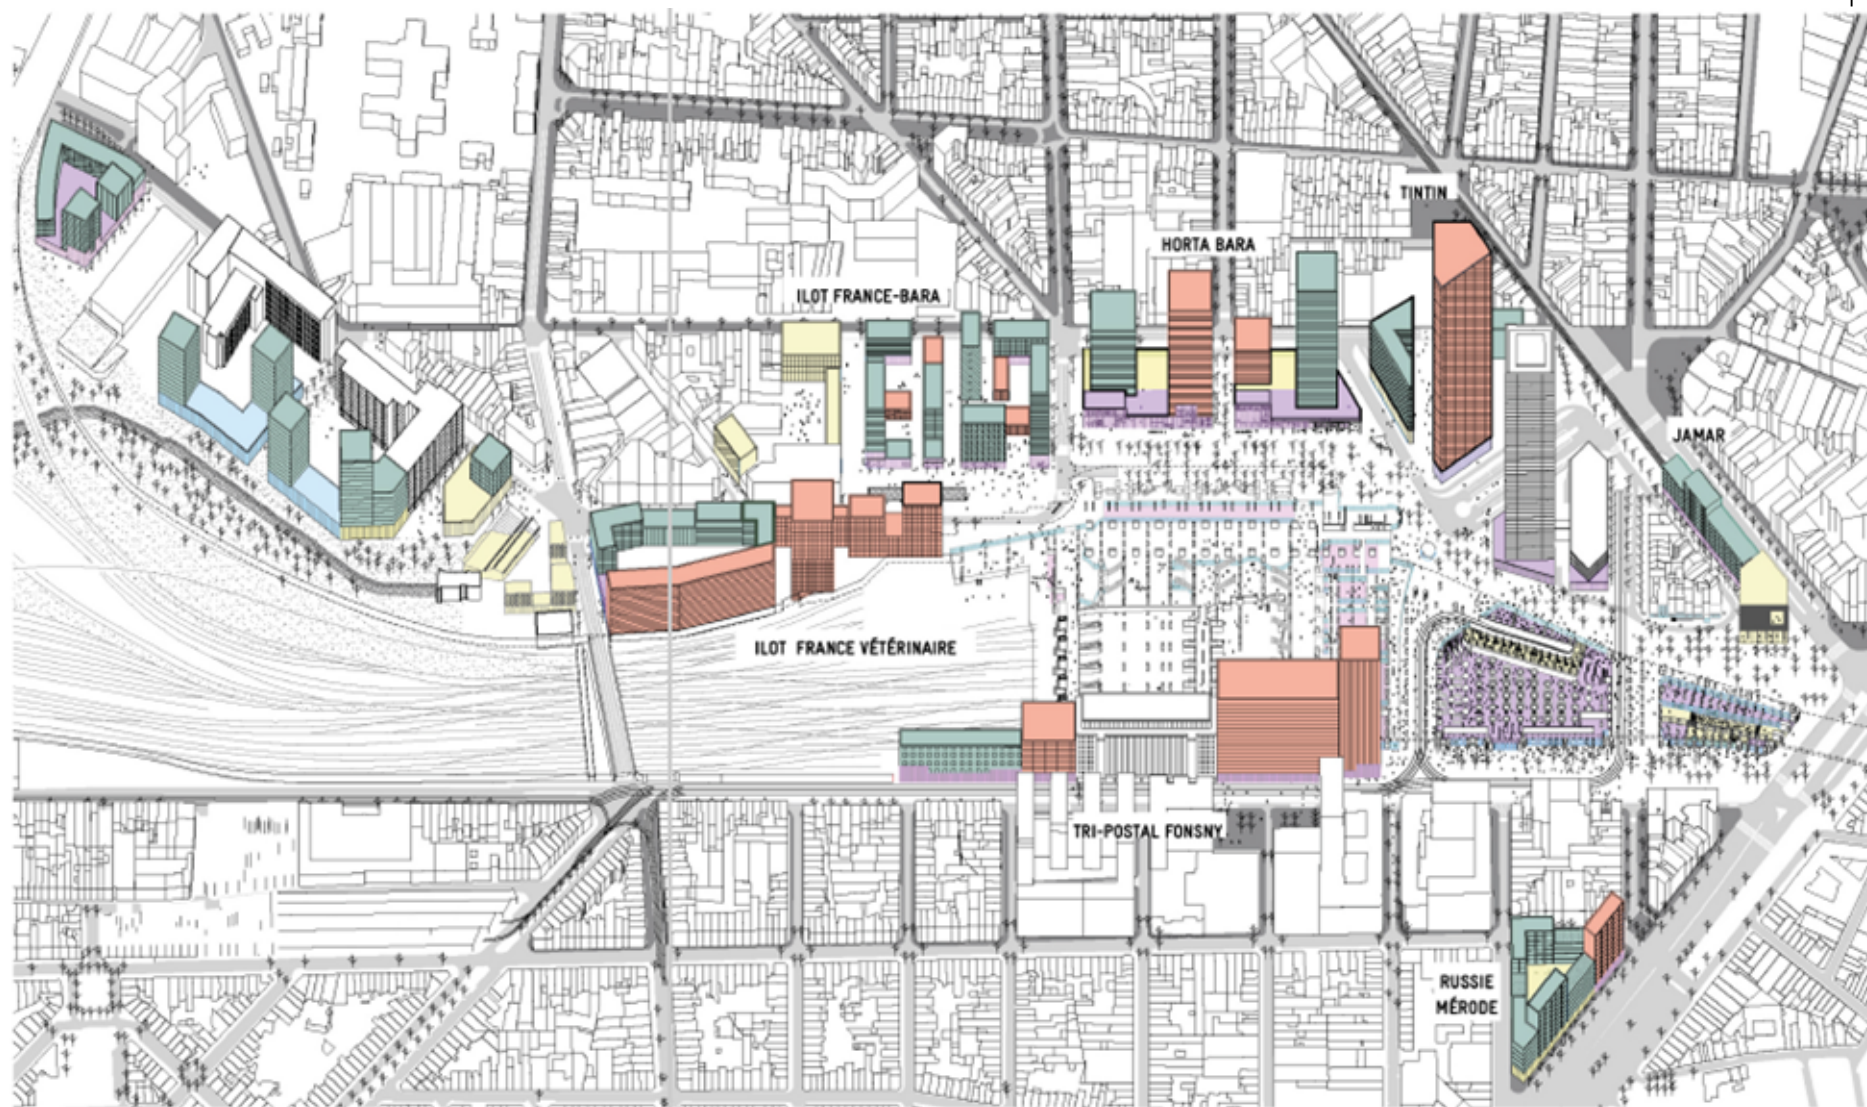 TINTIN
HORTA BARA
ILOT FRANCE-BARA
JAMAR
ILOT FRANCE VÉTÉRINAIRE
TRI-POSTAL FONSNY
RUSSIE
MÉRODE